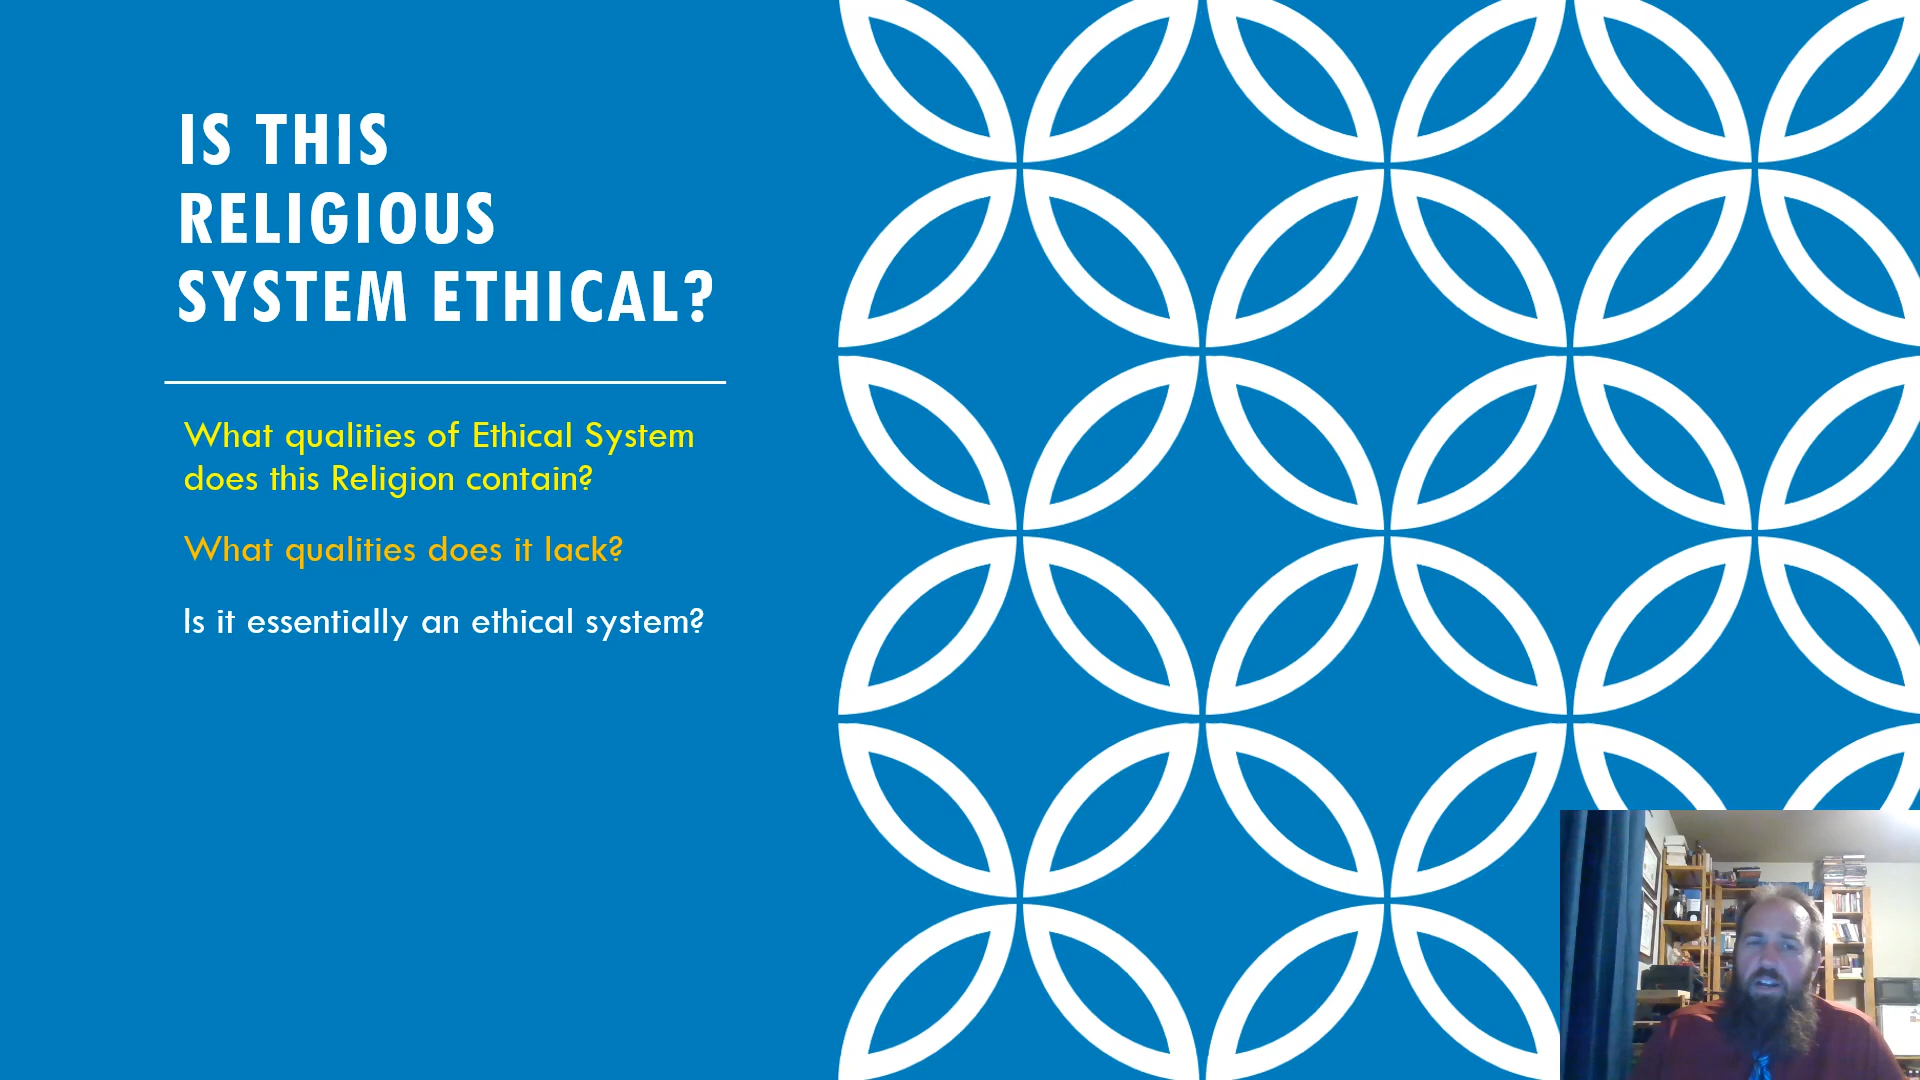 IS THIS
RELIGIOUS
SYSTEM ETHICAL?
What qualities of Ethical System
does this Religion contain?
What qualities does it lack?
Is it essentially an ethical system?